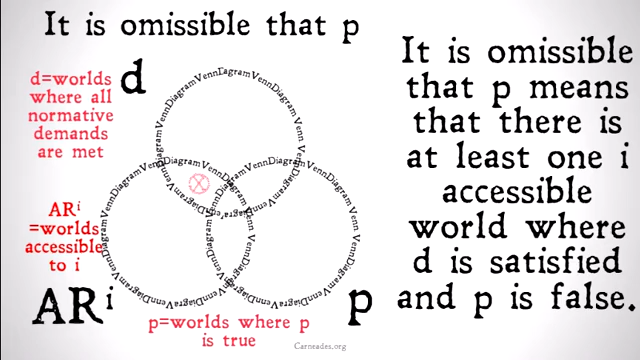 It is omissible that p
d=worlds
where all
normative
demands
are met
d
VennDiagramVennDiagramVennDiagramVennDiagram
ARⁱ
=worlds
accessible
to i
ARⁱ
p
p=worlds where p
is true
It is omissible
that p means
that there is
at least one i
accessible
world where
d is satisfied
and p is false.
Carneades.org